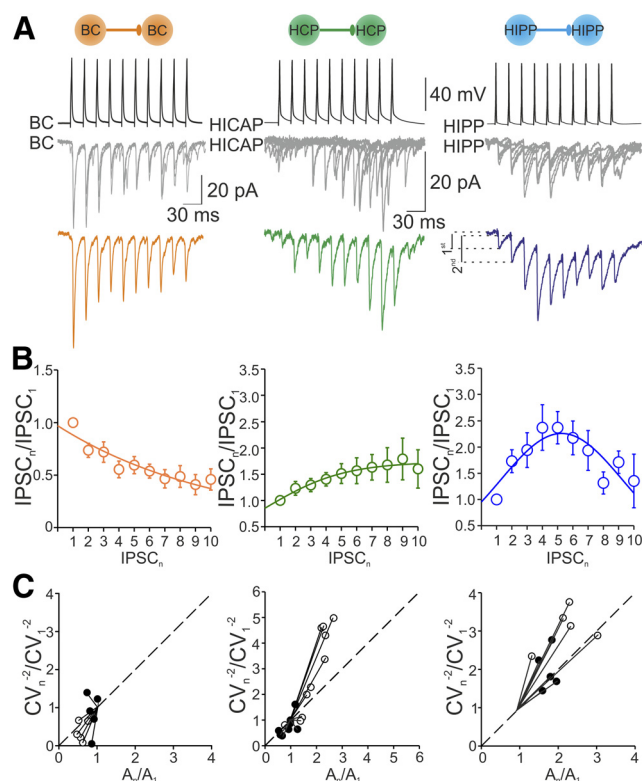 A
BC BC
HCP HCP
HIPP HIPP
40 mV
BC HICAP HIPP
BC HICAP HIPP
20 pA
30 ms
20 pA
30 ms
1st
2nd
B
IPSCn/IPSC1
1.5
1.0
0.5
0.0
1 2 3 4 5 6 7 8 9 10
IPSCn
IPSCn/IPSC1
3.5
3.0
2.5
2.0
1.5
1.0
0.5
1 2 3 4 5 6 7 8 9 10
IPSCn
IPSCn/IPSC1
3.5
3.0
2.5
2.0
1.5
1.0
0.5
1 2 3 4 5 6 7 8 9 10
IPSCn
C
CVn-2/CV1-2
4
3
2
1
0
0 1 2 3 4
An/A1
CVn-2/CV1-2
6
5
4
3
2
1
0
0 1 2 3 4 5 6
An/A1
CVn-2/CV1-2
4
3
2
1
0
0 1 2 3 4
An/A1